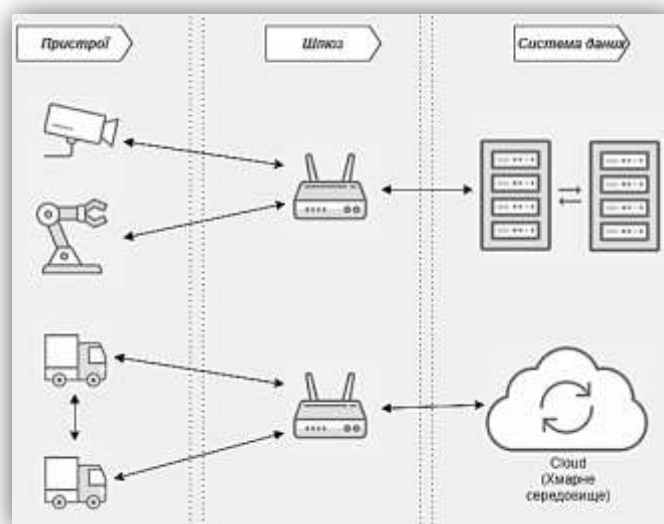 Пристрої
Шлюз
Система даних
Cloud
(Хмарне
середовище)